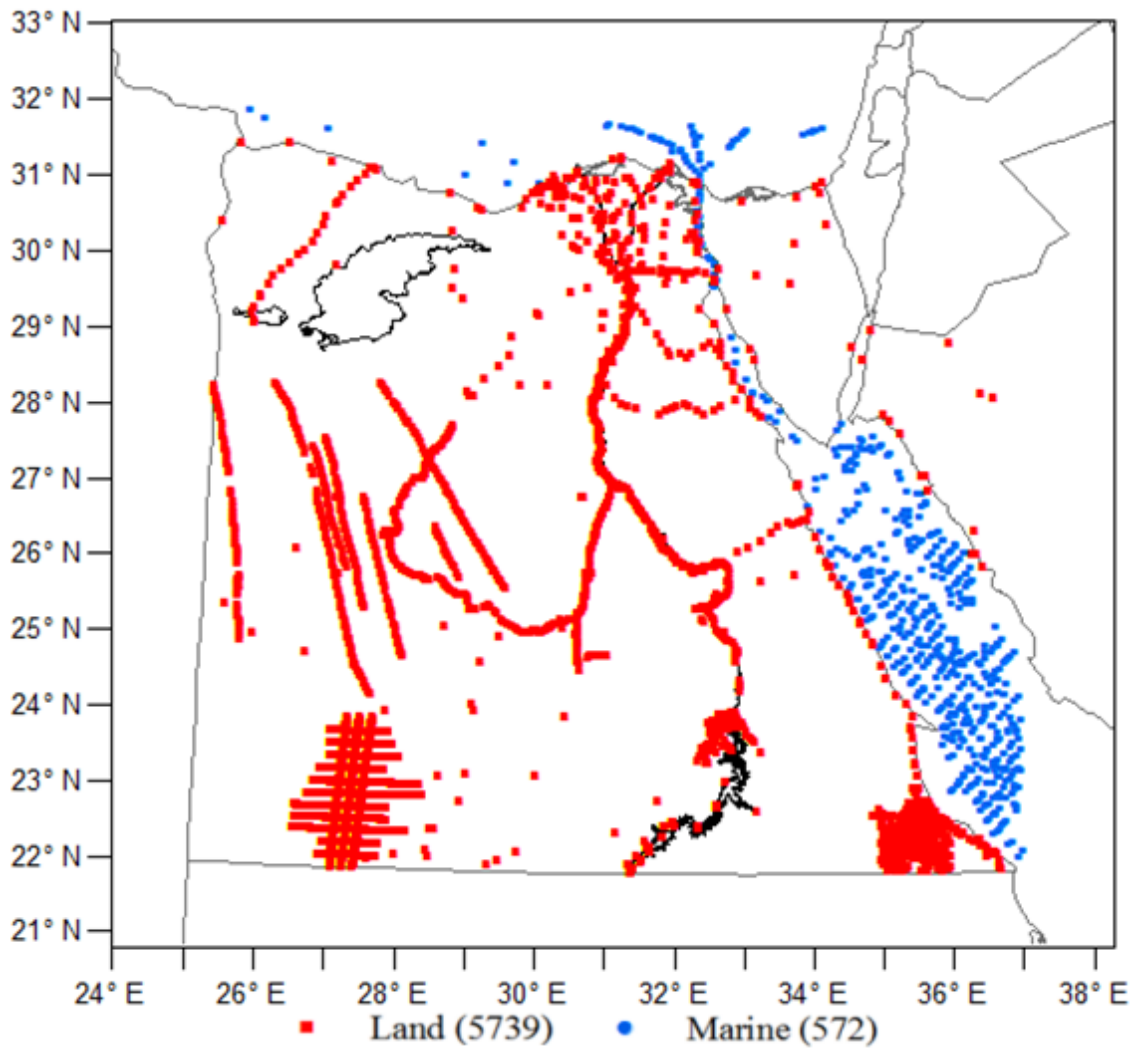 33° N
32° N
31° N
30° N
29° N
28° N
27° N
26° N
25° N
24° N
23° N
22° N
21° N
24° E 26° E 28° E 30° E 32° E 34° E 36° E 38° E
Land (5739) Marine (572)